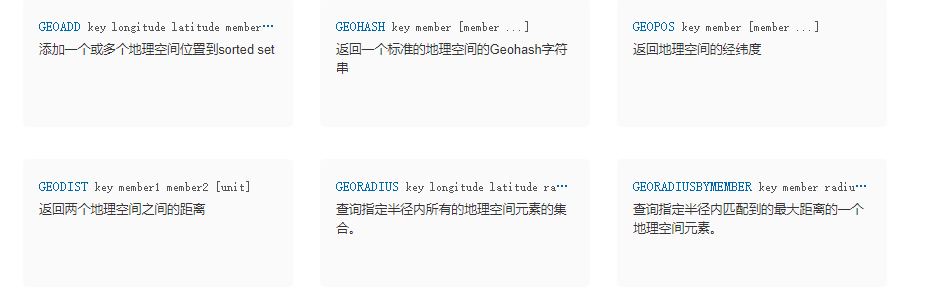 GEOADD key longitude latitude member…
添加一个或多个地理空间位置到sorted set
GEOHASH key member [member ...]
返回一个标准的地理空间的Geohash字符
串
GEOPOS key member [member ...]
返回地理空间的经纬度
GEODIST key member1 member2 [unit]
返回两个地理空间之间的距离
GEORADIUS key longitude latitude ra…
查询指定半径内所有的地理空间元素的集
合。
GEORADIUSBYMEMBER key member radiu…
查询指定半径内匹配到的最大距离的一个
地理空间元素。